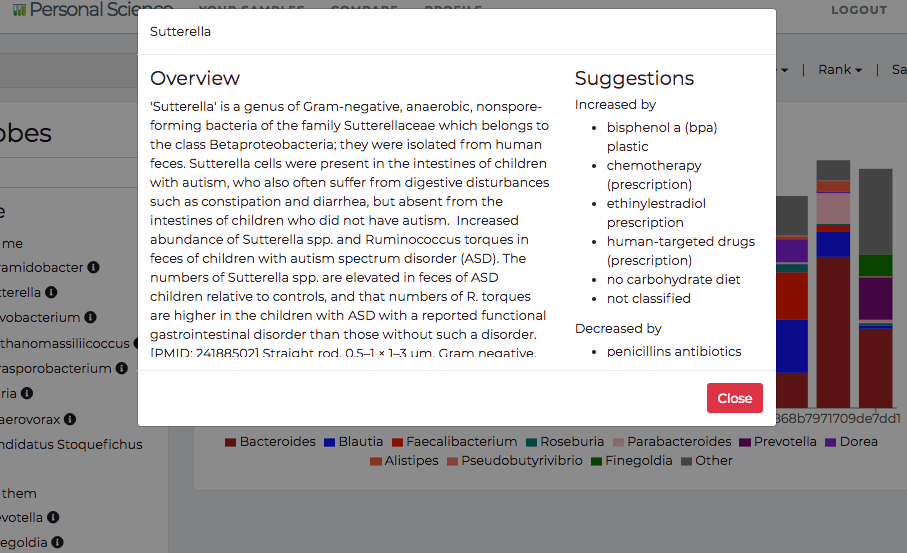 Personal Science
YOUR SAMPLES
COMPARE
PROFILE
LOGOUT
Sutterella
Overview
'Sutterella' is a genus of Gram-negative, anaerobic, nonspore-
forming bacteria of the family Sutterellaceae which belongs to
the class Betaproteobacteria; they were isolated from human
feces. Sutterella cells were present in the intestines of children
with autism, who also often suffer from digestive disturbances
such as constipation and diarrhea, but absent from the
intestines of children who did not have autism.  Increased
abundance of Sutterella spp. and Ruminococcus torques in
feces of children with autism spectrum disorder (ASD). The
numbers of Sutterella spp. are elevated in feces of ASD
children relative to controls, and that numbers of R. torques
are higher in the children with ASD with a reported functional
gastrointestinal disorder than those without such a disorder.
[PMID: 24188502] Straight rod, 0.5–1 × 1–3 μm. Gram negative.
Suggestions
Increased by
bisphenol a (bpa)
plastic
chemotherapy
(prescription)
ethinylestradiol
prescription
human-targeted drugs
(prescription)
no carbohydrate diet
not classified
Decreased by
penicillins antibiotics
Close
| Rank | Sa
obes
e
me
ramidobacter
tterella
vobacterium
thanomassiliicoccus
rasporobacterium
ria
aerovorax
ndidatus Stoquefichus
them
evotella
egoldia
868b7971709de7dd1
Bacteroides Blautia Faecalibacterium Roseburia Parabacteroides Prevotella Dorea
Alistipes Pseudobutyrivibrio Finegoldia Other